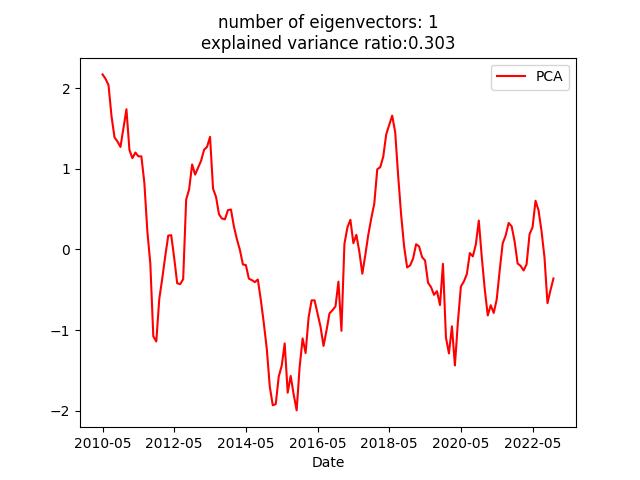 number of eigenvectors: 1
explained variance ratio:0.303
PCA
2
1
0
−1
−2
2010-05 2012-05 2014-05 2016-05 2018-05 2020-05 2022-05
Date